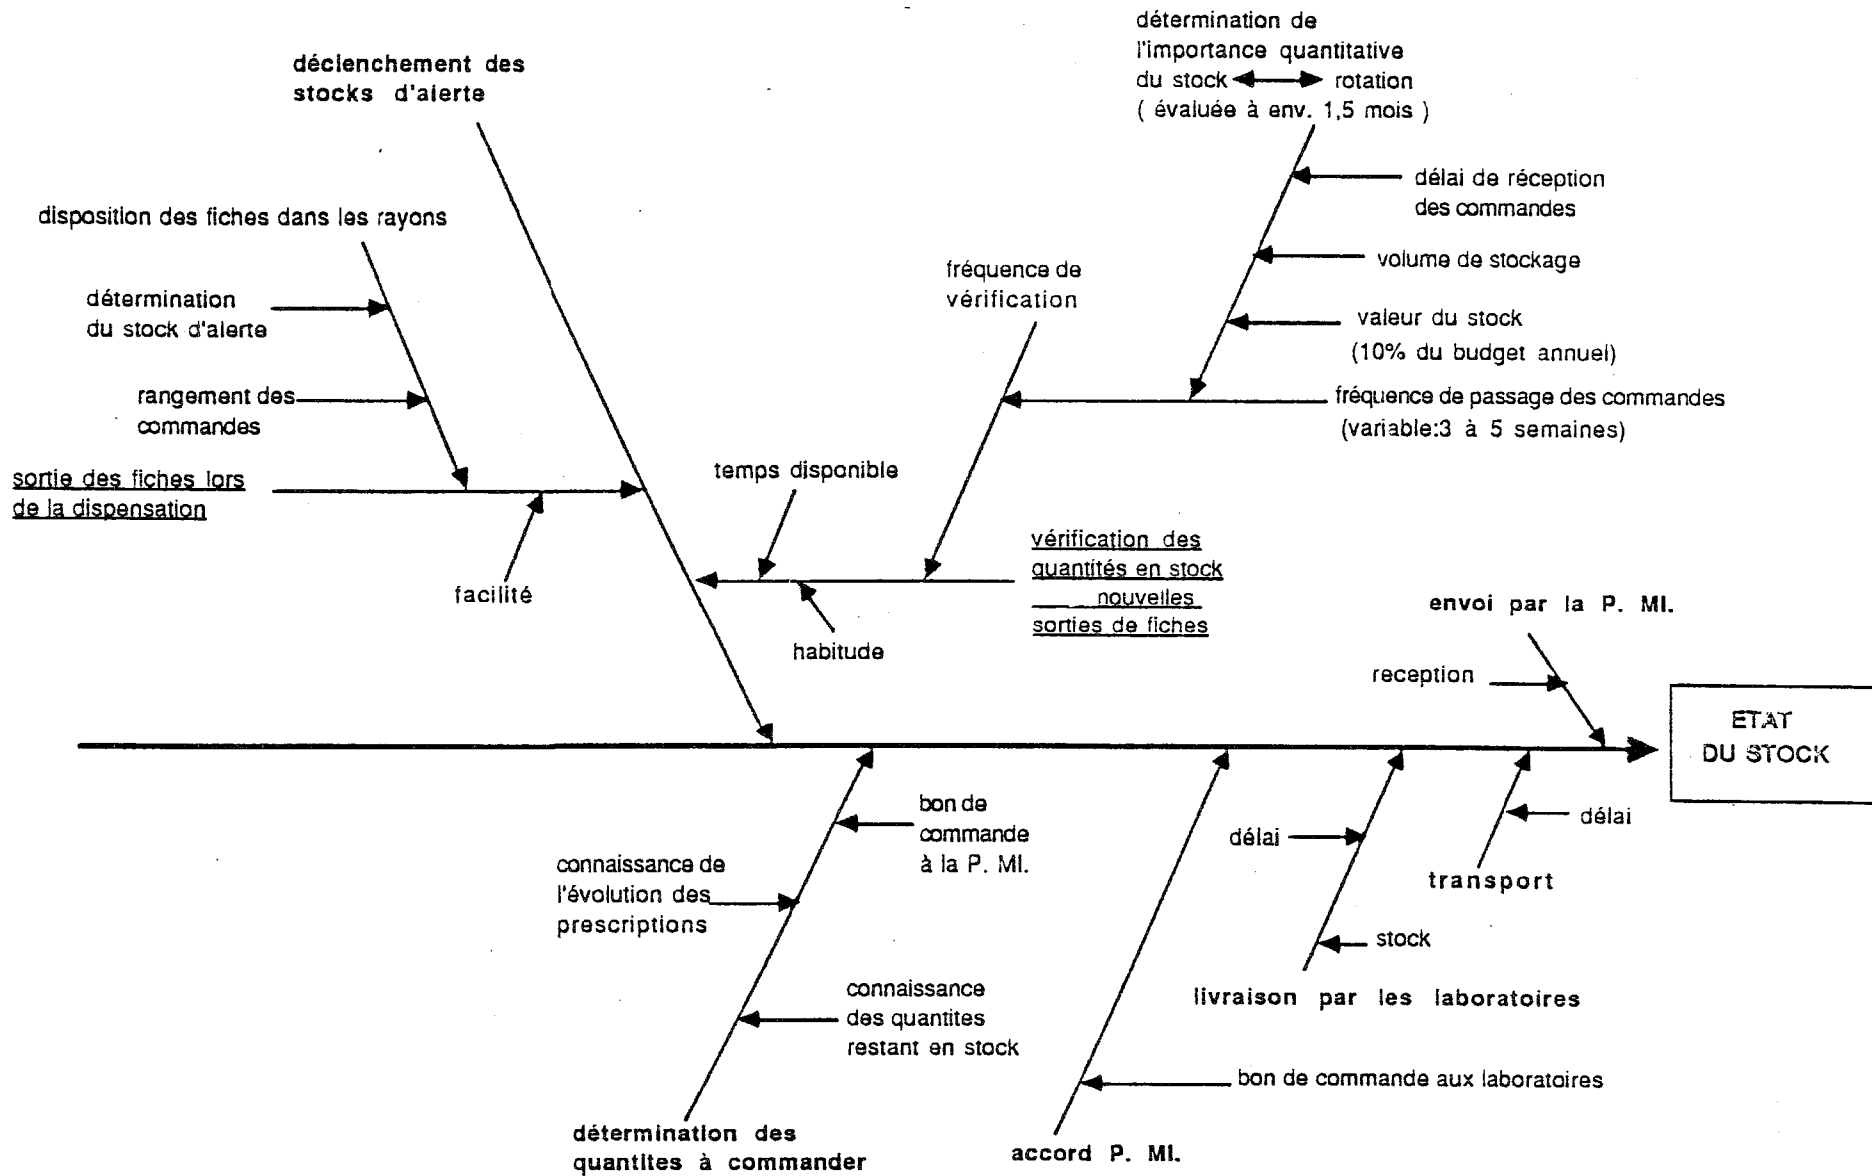 déclenchement des
stocks d'alerte
détermination de
l'importance quantitative
du stock rotation
( évaluée à env. 1,5 mois )
disposition des fiches dans les rayons
délai de réception
des commandes
volume de stockage
fréquence de
vérification
détermination
du stock d'alerte
valeur du stock
(10% du budget annuel)
rangement des
commandes
fréquence de passage des commandes
(variable:3 à 5 semaines)
sortie des fiches lors
de la dispensation
temps disponible
facilité
vérification des
quantités en stock
nouvelles
sorties de fiches
habitude
envoi par la P. MI.
reception
ETAT
DU STOCK
bon de
commande
à la P. MI.
délai
délai
connaissance de
l'évolution des
prescriptions
transport
stock
livraison par les laboratoires
connaissance
des quantites
restant en stock
bon de commande aux laboratoires
détermination des
quantites à commander
accord P. MI.